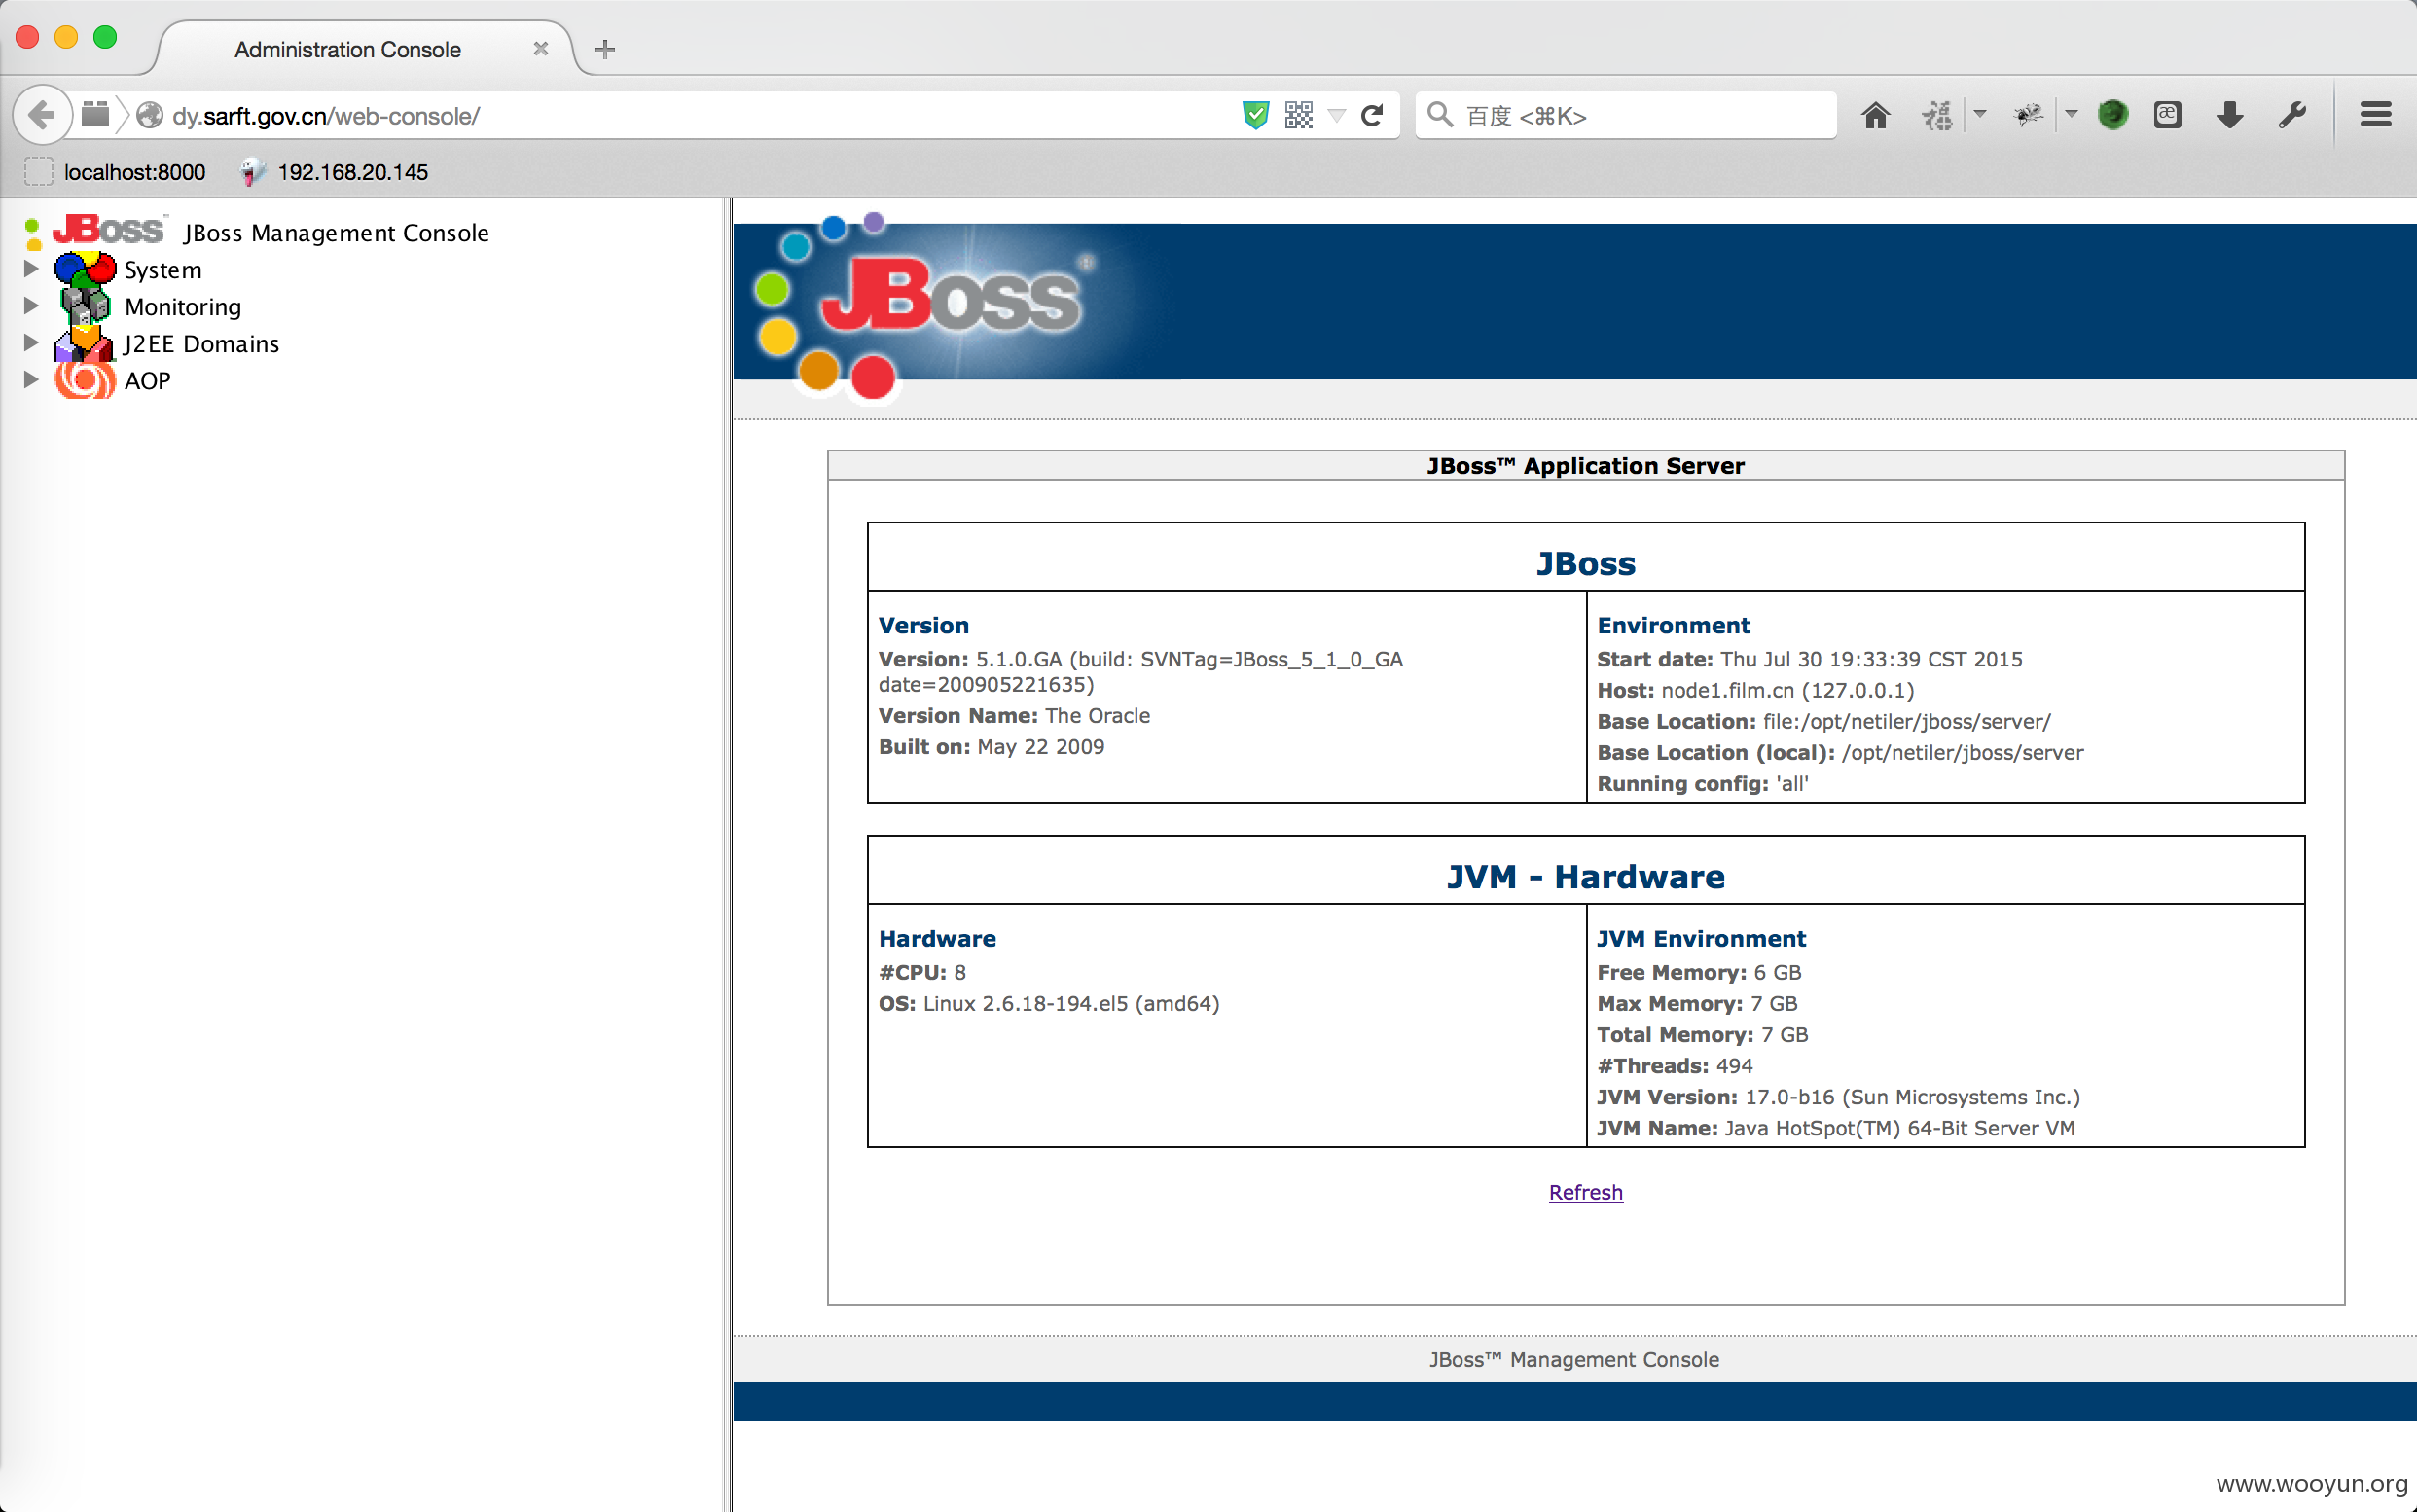 Administration Console
dy.sarft.gov.cn/web-console/
百度 <⌘K>
localhost:8000
192.168.20.145
JBoss JBoss Management Console
System
Monitoring
J2EE Domains
AOP
JBoss
JBoss™ Application Server
JBoss
Version
Version: 5.1.0.GA (build: SVNTag=JBoss_5_1_0_GA
date=200905221635)
Version Name: The Oracle
Built on: May 22 2009
Environment
Start date: Thu Jul 30 19:33:39 CST 2015
Host: node1.film.cn (127.0.0.1)
Base Location: file:/opt/netiler/jboss/server/
Base Location (local): /opt/netiler/jboss/server
Running config: 'all'
JVM - Hardware
Hardware
#CPU: 8
OS: Linux 2.6.18-194.el5 (amd64)
JVM Environment
Free Memory: 6 GB
Max Memory: 7 GB
Total Memory: 7 GB
#Threads: 494
JVM Version: 17.0-b16 (Sun Microsystems Inc.)
JVM Name: Java HotSpot(TM) 64-Bit Server VM
Refresh
JBoss™ Management Console
www.wooyun.org